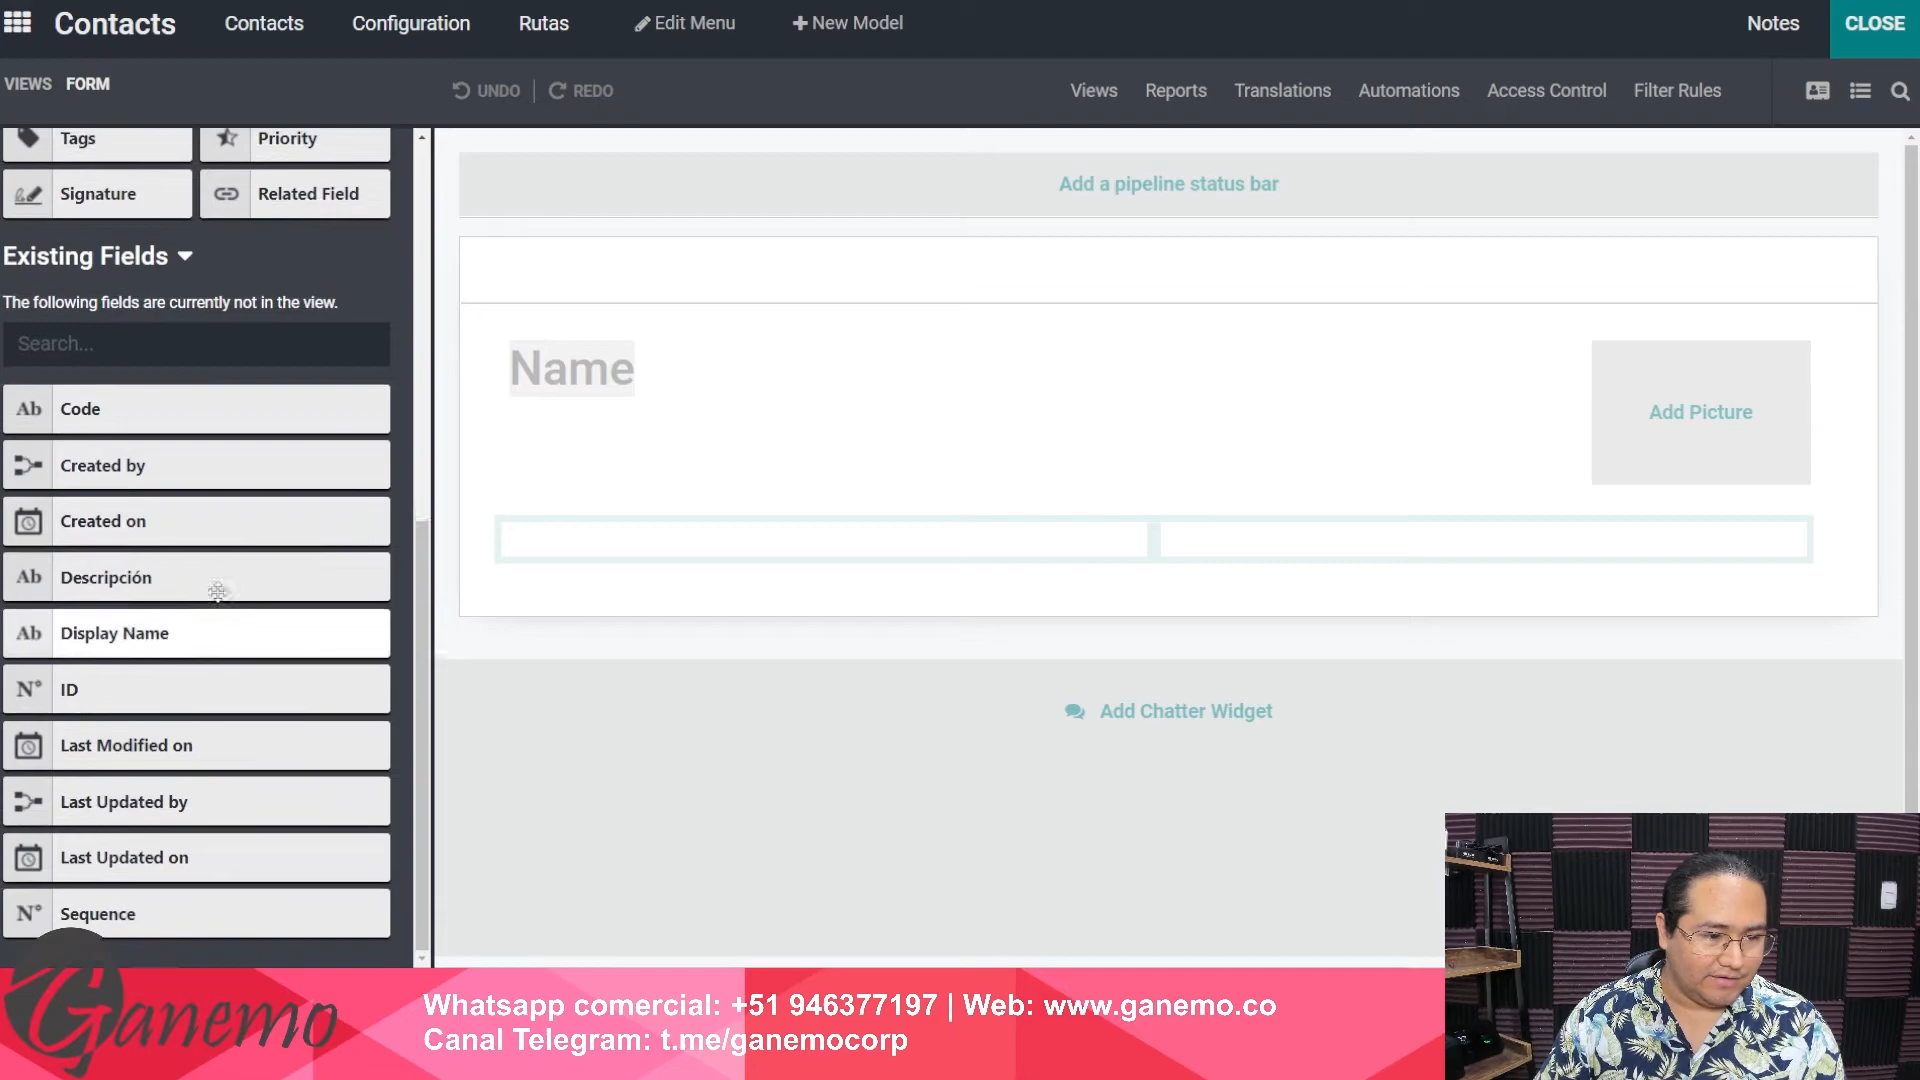 Contacts Contacts Configuration Rutas Edit Menu New Model Notes CLOSE
VIEWS FORM UNDO REDO Views Reports Translations Automations Access Control Filter Rules
Tags Priority
Signature Related Field
Existing Fields
The following fields are currently not in the view.
Search...
Ab Code
Created by
Created on
Ab Descripción
Ab Display Name
N° ID
Last Modified on
Last Updated by
Last Updated on
N° Sequence
Add a pipeline status bar
Name
Add Picture
Add Chatter Widget
Ganemo
Whatsapp comercial: +51 946377197 | Web: www.ganemo.co
Canal Telegram: t.me/ganemocorp